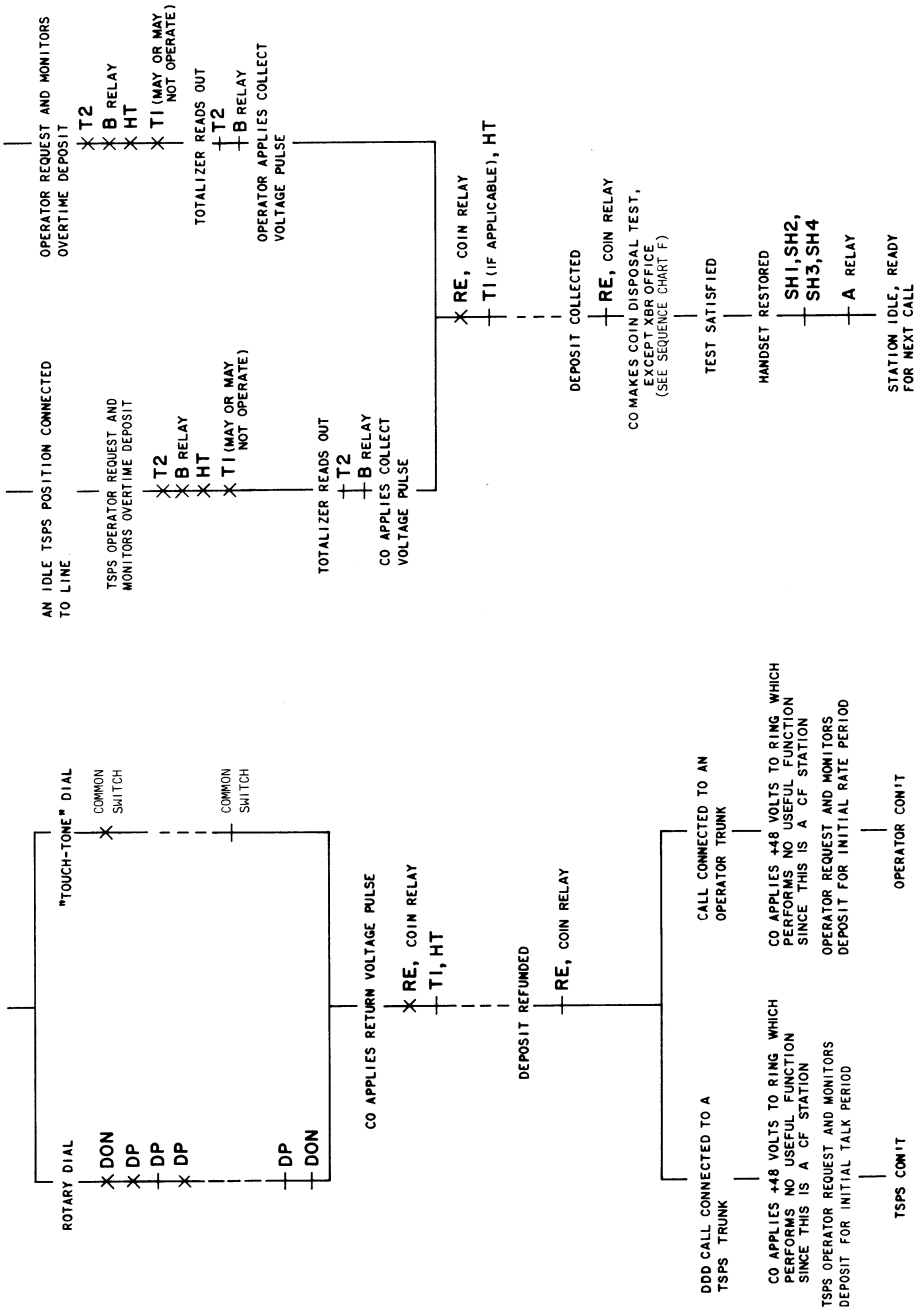 ROTARY DIAL
DON
DP
DP
DP
DP
DON
"TOUCH-TONE" DIAL
COMMON
SWITCH
COMMON
SWITCH
CO APPLIES RETURN VOLTAGE PULSE
RE, COIN RELAY
T1, HT
DEPOSIT REFUNDED
RE, COIN RELAY
DDD CALL CONNECTED TO A
TSPS TRUNK
CO APPLIES +48 VOLTS TO RING WHICH
PERFORMS NO USEFUL FUNCTION
SINCE THIS IS A CF STATION
TSPS OPERATOR REQUEST AND MONITORS
DEPOSIT FOR INITIAL TALK PERIOD
TSPS CON'T
CALL CONNECTED TO AN
OPERATOR TRUNK
CO APPLIES +48 VOLTS TO RING WHICH
PERFORMS NO USEFUL FUNCTION
SINCE THIS IS A CF STATION
OPERATOR REQUEST AND MONITORS
DEPOSIT FOR INITIAL RATE PERIOD
OPERATOR CON'T
AN IDLE TSPS POSITION CONNECTED
TO LINE
TSPS OPERATOR REQUEST AND
MONITORS OVERTIME DEPOSIT
T2
B RELAY
HT
T1 (MAY OR MAY
NOT OPERATE)
TOTALIZER READS OUT
T2
B RELAY
CO APPLIES COLLECT
VOLTAGE PULSE
OPERATOR REQUEST AND MONITORS
OVERTIME DEPOSIT
T2
B RELAY
HT
T1 (MAY OR MAY
NOT OPERATE)
TOTALIZER READS OUT
T2
B RELAY
OPERATOR APPLIES COLLECT
VOLTAGE PULSE
RE, COIN RELAY
T1 (IF APPLICABLE), HT
DEPOSIT COLLECTED
RE, COIN RELAY
CO MAKES COIN DISPOSAL TEST,
EXCEPT XBR OFFICE
(SEE SEQUENCE CHART F)
TEST SATISFIED
HANDSET RESTORED
SH1, SH2,
SH3, SH4
A RELAY
STATION IDLE, READY
FOR NEXT CALL